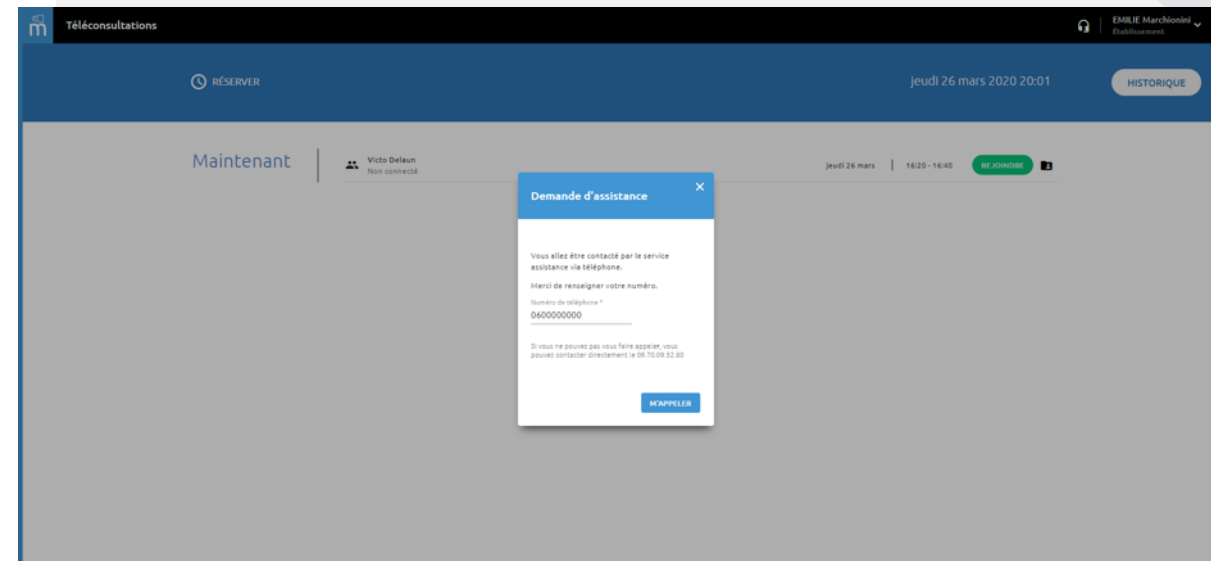 m
Téléconsultations
EMILIE Marchionini
Établissement
RÉSERVER
jeudi 26 mars 2020 20:01
HISTORIQUE
Maintenant
Victo Delaun
Non connecté
jeudi 26 mars
16:20 - 16:40
REJOINDRE
Demande d'assistance
Vous allez être contacté par le service
assistance via téléphone.
Merci de renseigner votre numéro.
Numéro de téléphone *
0600000000
Si vous ne pouvez pas vous faire appeler, vous
pouvez contacter directement le 09.70.09.52.80
M'APPELER